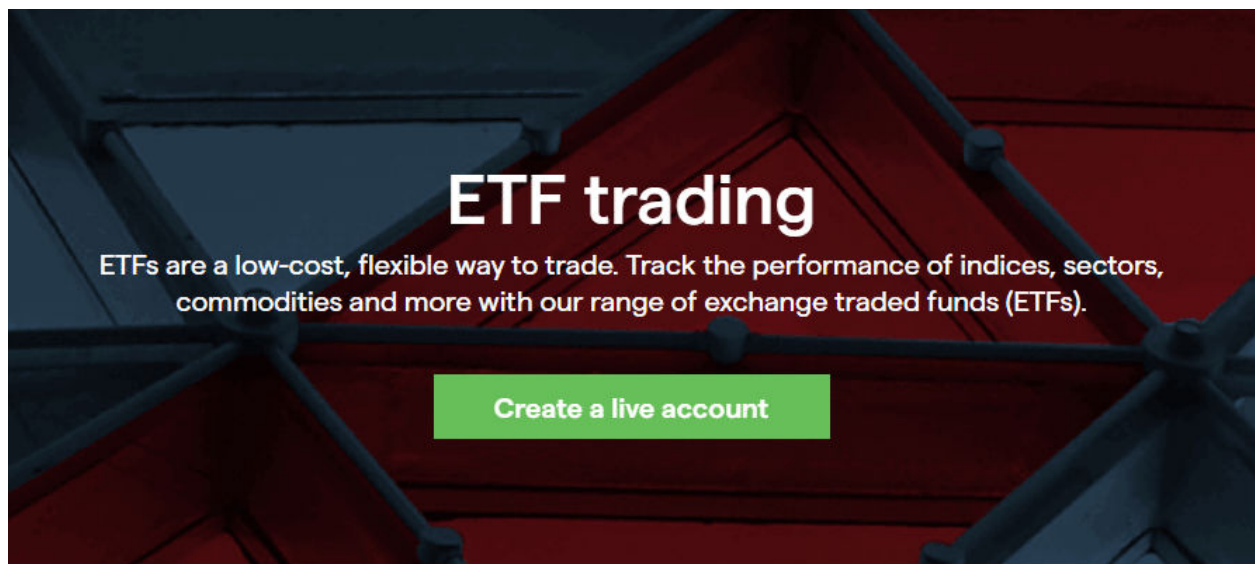 ETF trading
ETFs are a low-cost, flexible way to trade. Track the performance of indices, sectors,
commodities and more with our range of exchange traded funds (ETFs).
Create a live account